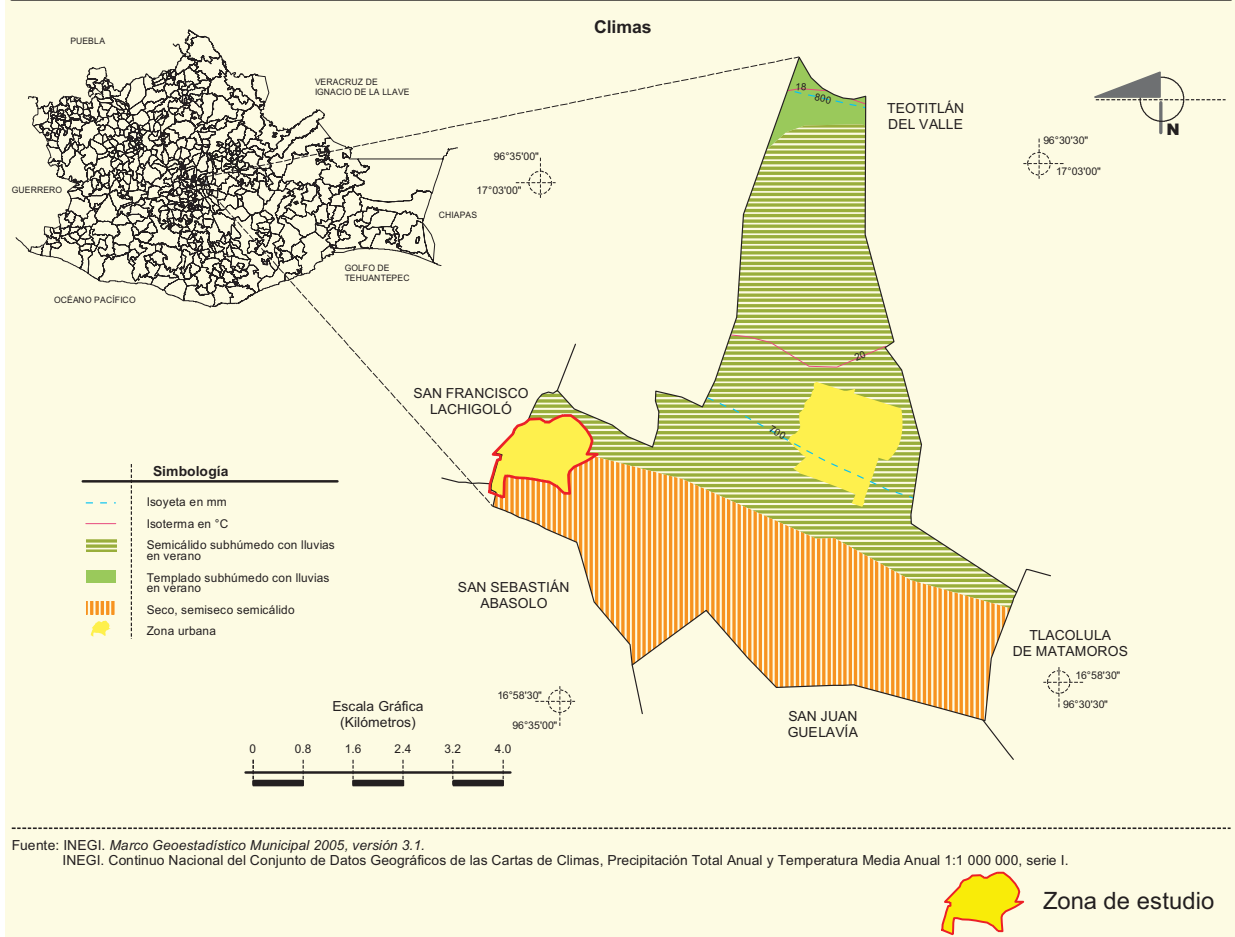 Climas
PUEBLA
VERACRUZ DE
IGNACIO DE LA LLAVE
GUERRERO
CHIAPAS
GOLFO DE
TEHUANTEPEC
OCÉANO PACÍFICO
96°35'00"
17°03'00"
18
800
TEOTITLÁN
DEL VALLE
N
96°30'30"
17°03'00"
20
700
SAN FRANCISCO
LACHIGOLÓ
Simbología
Isoyeta en mm
Isoterma en °C
Semicálido subhúmedo con lluvias
en verano
Templado subhúmedo con lluvias
en verano
Seco, semiseco semicálido
Zona urbana
SAN SEBASTIÁN
ABASOLO
TLACOLULA
DE MATAMOROS
16°58'30"
96°30'30"
16°58'30"
96°35'00"
SAN JUAN
GUELAVÍA
Escala Gráfica
(Kilómetros)
0 0.8 1.6 2.4 3.2 4.0
Fuente: INEGI. Marco Geoestadístico Municipal 2005, versión 3.1.
INEGI. Continuo Nacional del Conjunto de Datos Geográficos de las Cartas de Climas, Precipitación Total Anual y Temperatura Media Anual 1:1 000 000, serie I.
Zona de estudio